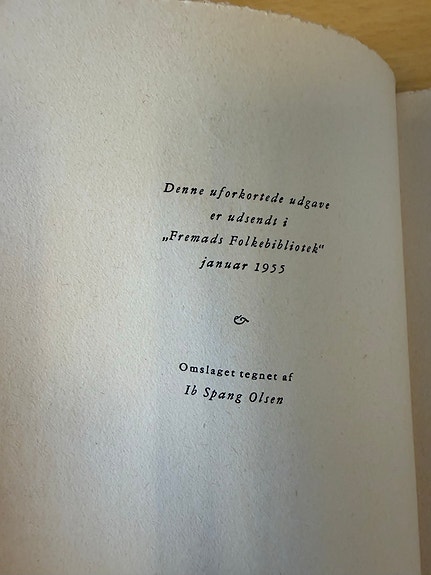 Denne uforkortede udgave
er udsendt i
„Fremads Folkebibliotek“
januar 1955
Omslaget tegnet af
Ib Spang Olsen